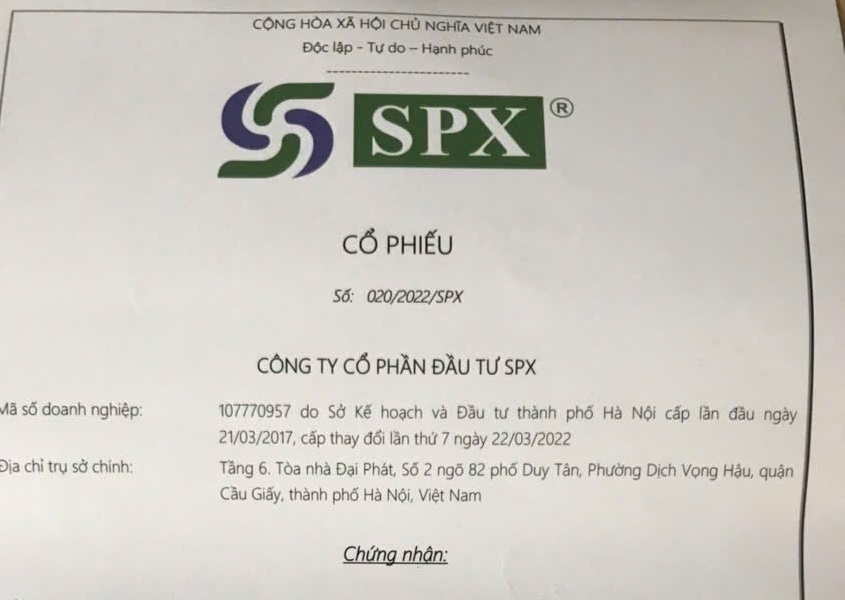 CỘNG HÒA XÃ HỘI CHỦ NGHĨA VIỆT NAM
Độc lập - Tự do – Hạnh phúc
SPX ®
CỔ PHIẾU
Số: 020/2022/SPX
CÔNG TY CỔ PHẦN ĐẦU TƯ SPX
Mã số doanh nghiệp: 107770957 do Sở Kế hoạch và Đầu tư thành phố Hà Nội cấp lần đầu ngày
21/03/2017, cấp thay đổi lần thứ 7 ngày 22/03/2022
Địa chỉ trụ sở chính: Tầng 6. Tòa nhà Đại Phát, Số 2 ngõ 82 phố Duy Tân, Phường Dịch Vọng Hậu, quận
Cầu Giấy, thành phố Hà Nội, Việt Nam
Chứng nhận: